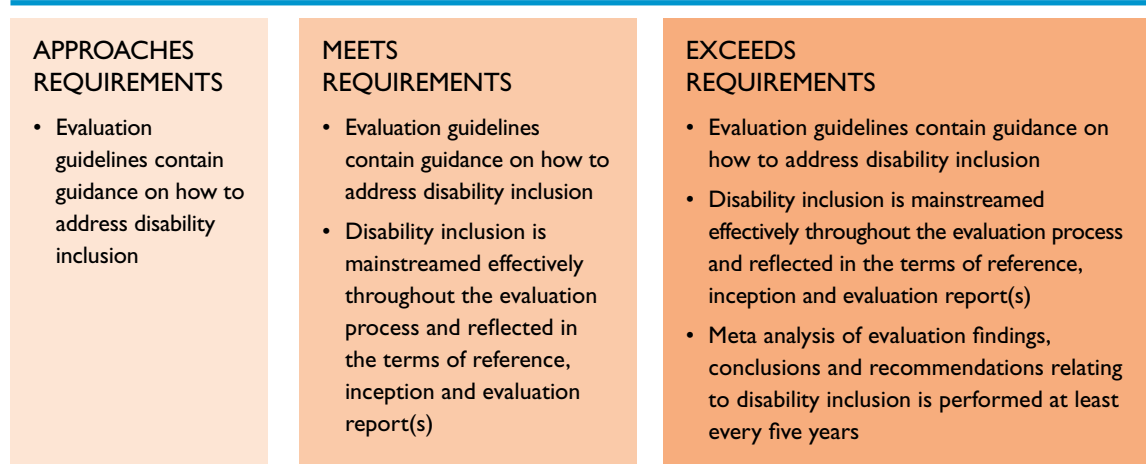 APPROACHES
REQUIREMENTS
• Evaluation
guidelines contain
guidance on how to
address disability
inclusion
MEETS
REQUIREMENTS
• Evaluation guidelines
contain guidance on how to
address disability inclusion
• Disability inclusion is
mainstreamed effectively
throughout the evaluation
process and reflected in
the terms of reference,
inception and evaluation
report(s)
EXCEEDS
REQUIREMENTS
• Evaluation guidelines contain guidance on
how to address disability inclusion
• Disability inclusion is mainstreamed
effectively throughout the evaluation process
and reflected in the terms of reference,
inception and evaluation report(s)
• Meta analysis of evaluation findings,
conclusions and recommendations relating
to disability inclusion is performed at least
every five years